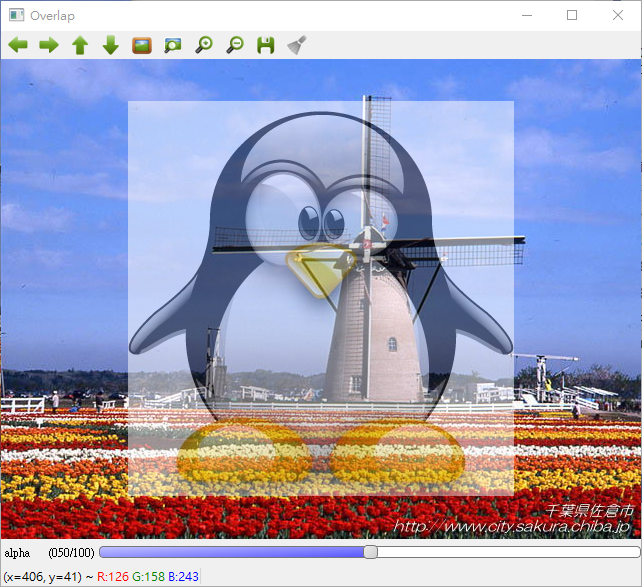 Overlap
千葉県佐倉市
http://www.city.sakura.chiba.jp
alpha (050/100)
(x=406, y=41) ~ R:126 G:158 B:243